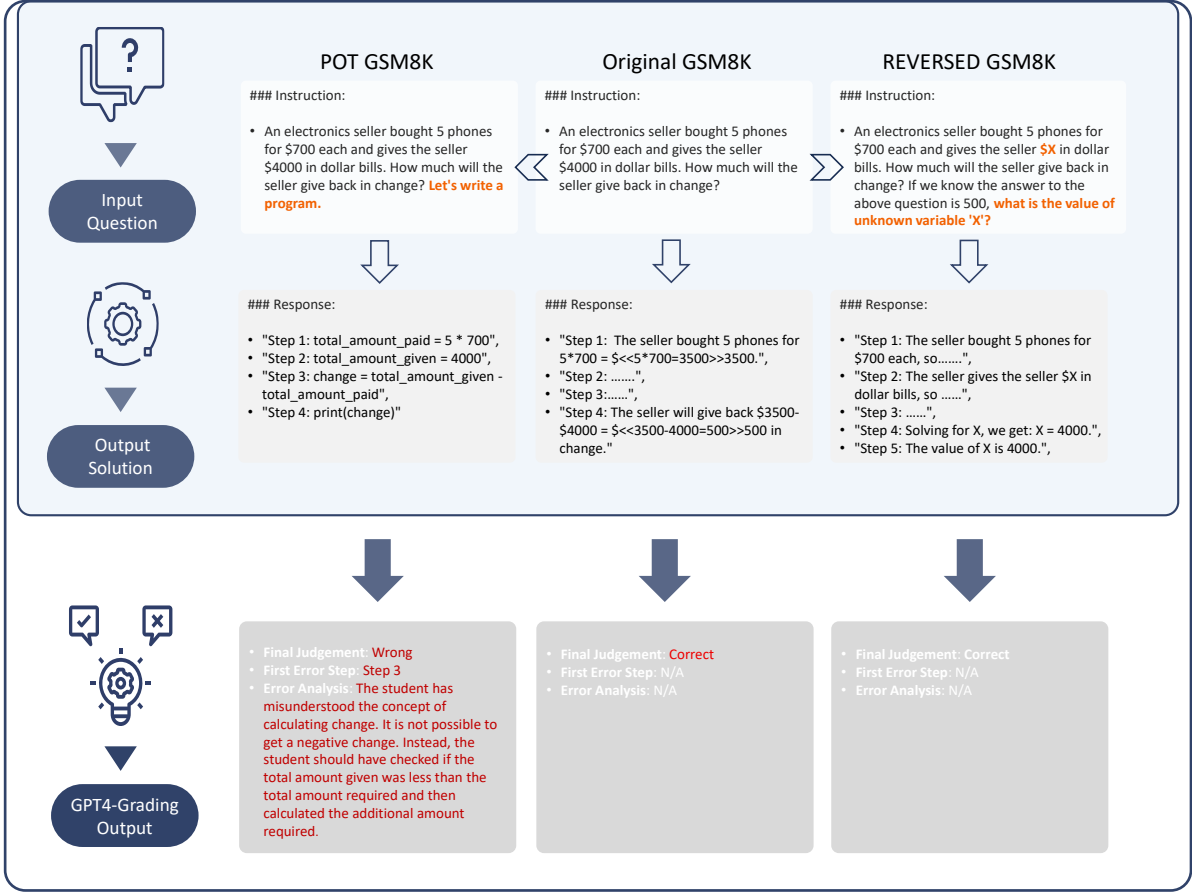 ?
POT GSM8K
Original GSM8K
REVERSED GSM8K
Input
Question
### Instruction:
• An electronics seller bought 5 phones
for $700 each and gives the seller
$4000 in dollar bills. How much will the
seller give back in change? Let's write a
program.
### Instruction:
• An electronics seller bought 5 phones
for $700 each and gives the seller
$4000 in dollar bills. How much will the
seller give back in change?
### Instruction:
• An electronics seller bought 5 phones for
$700 each and gives the seller $X in dollar
bills. How much will the seller give back in
change? If we know the answer to the
above question is 500, what is the value of
unknown variable 'X'?
Output
Solution
### Response:
• "Step 1: total_amount_paid = 5 * 700",
• "Step 2: total_amount_given = 4000",
• "Step 3: change = total_amount_given -
total_amount_paid",
• "Step 4: print(change)"
### Response:
• "Step 1:  The seller bought 5 phones for
5*700 = $<<5*700=3500>>3500.",
• "Step 2: …….",
• "Step 3:……",
• "Step 4: The seller will give back $3500-
$4000 = $<<3500-4000=500>>500 in
change."
### Response:
• "Step 1: The seller bought 5 phones for
$700 each, so…….",
• "Step 2: The seller gives the seller $X in
dollar bills, so ……",
• "Step 3: ……",
• "Step 4: Solving for X, we get: X = 4000.",
• "Step 5: The value of X is 4000.",
GPT4-Grading
Output
• Final Judgement: Wrong
• First Error Step: Step 3
• Error Analysis: The student has
misunderstood the concept of
calculating change. It is not possible to
get a negative change. Instead, the
student should have checked if the
total amount given was less than the
total amount required and then
calculated the additional amount
required.
• Final Judgement: Correct
• First Error Step: N/A
• Error Analysis: N/A
• Final Judgement: Correct
• First Error Step: N/A
• Error Analysis: N/A